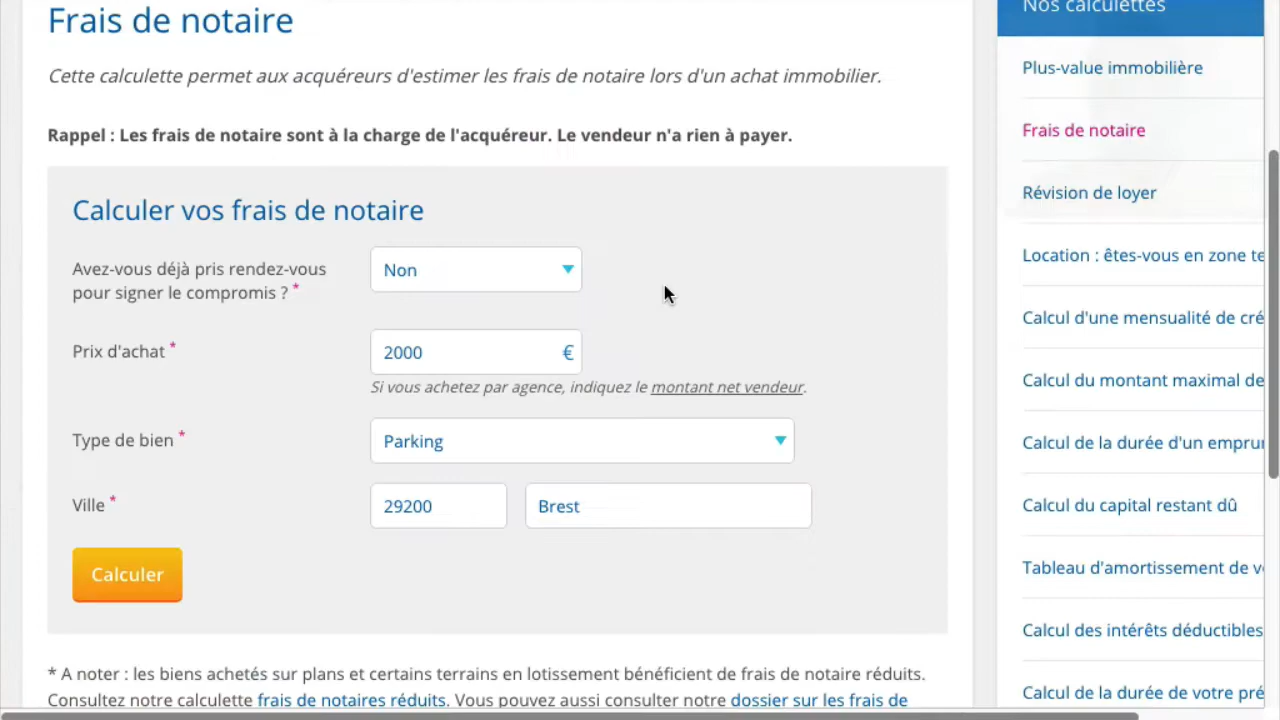 Frais de notaire
Cette calculette permet aux acquéreurs d'estimer les frais de notaire lors d'un achat immobilier.
Rappel : Les frais de notaire sont à la charge de l'acquéreur. Le vendeur n'a rien à payer.
Calculer vos frais de notaire
Avez-vous déjà pris rendez-vous
pour signer le compromis ? *
Non
Prix d'achat *
2000 €
Si vous achetez par agence, indiquez le montant net vendeur.
Type de bien *
Parking
Ville *
29200
Brest
Calculer
* A noter : les biens achetés sur plans et certains terrains en lotissement bénéficient de frais de notaire réduits.
Consultez notre calculette frais de notaires réduits. Vous pouvez aussi consulter notre dossier sur les frais de
Nos calculettes
Plus-value immobilière
Frais de notaire
Révision de loyer
Location : êtes-vous en zone te
Calcul d'une mensualité de cré
Calcul du montant maximal de
Calcul de la durée d'un emprun
Calcul du capital restant dû
Tableau d'amortissement de v
Calcul des intérêts déductibles
Calcul de la durée de votre pré